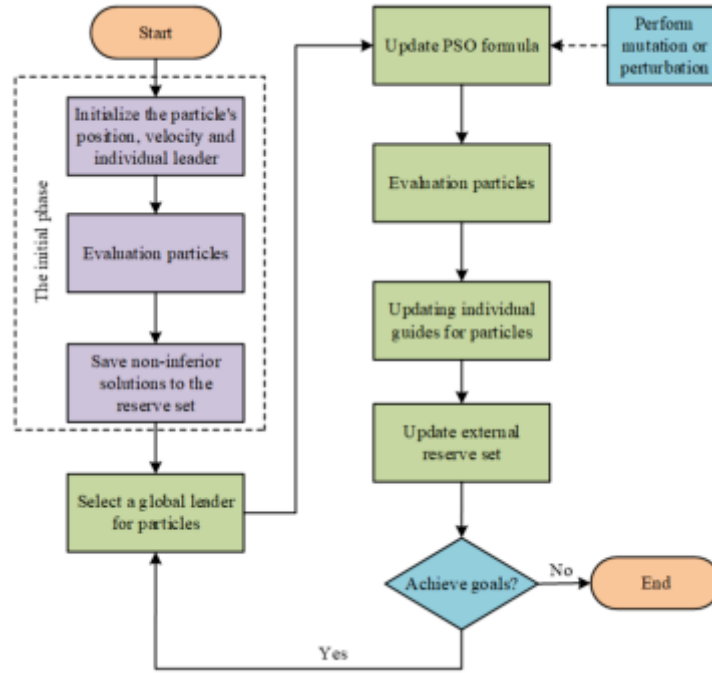 Start
The initial phase
Initialize the particle's
position, velocity and
individual leader
Evaluation particles
Save non-inferior
solutions to the
reserve set
Select a global leader
for particles
Update PSO formula
Perform
mutation or
perturbation
Evaluation particles
Updating individual
guides for particles
Update external
reserve set
Achieve goals?
No
End
Yes